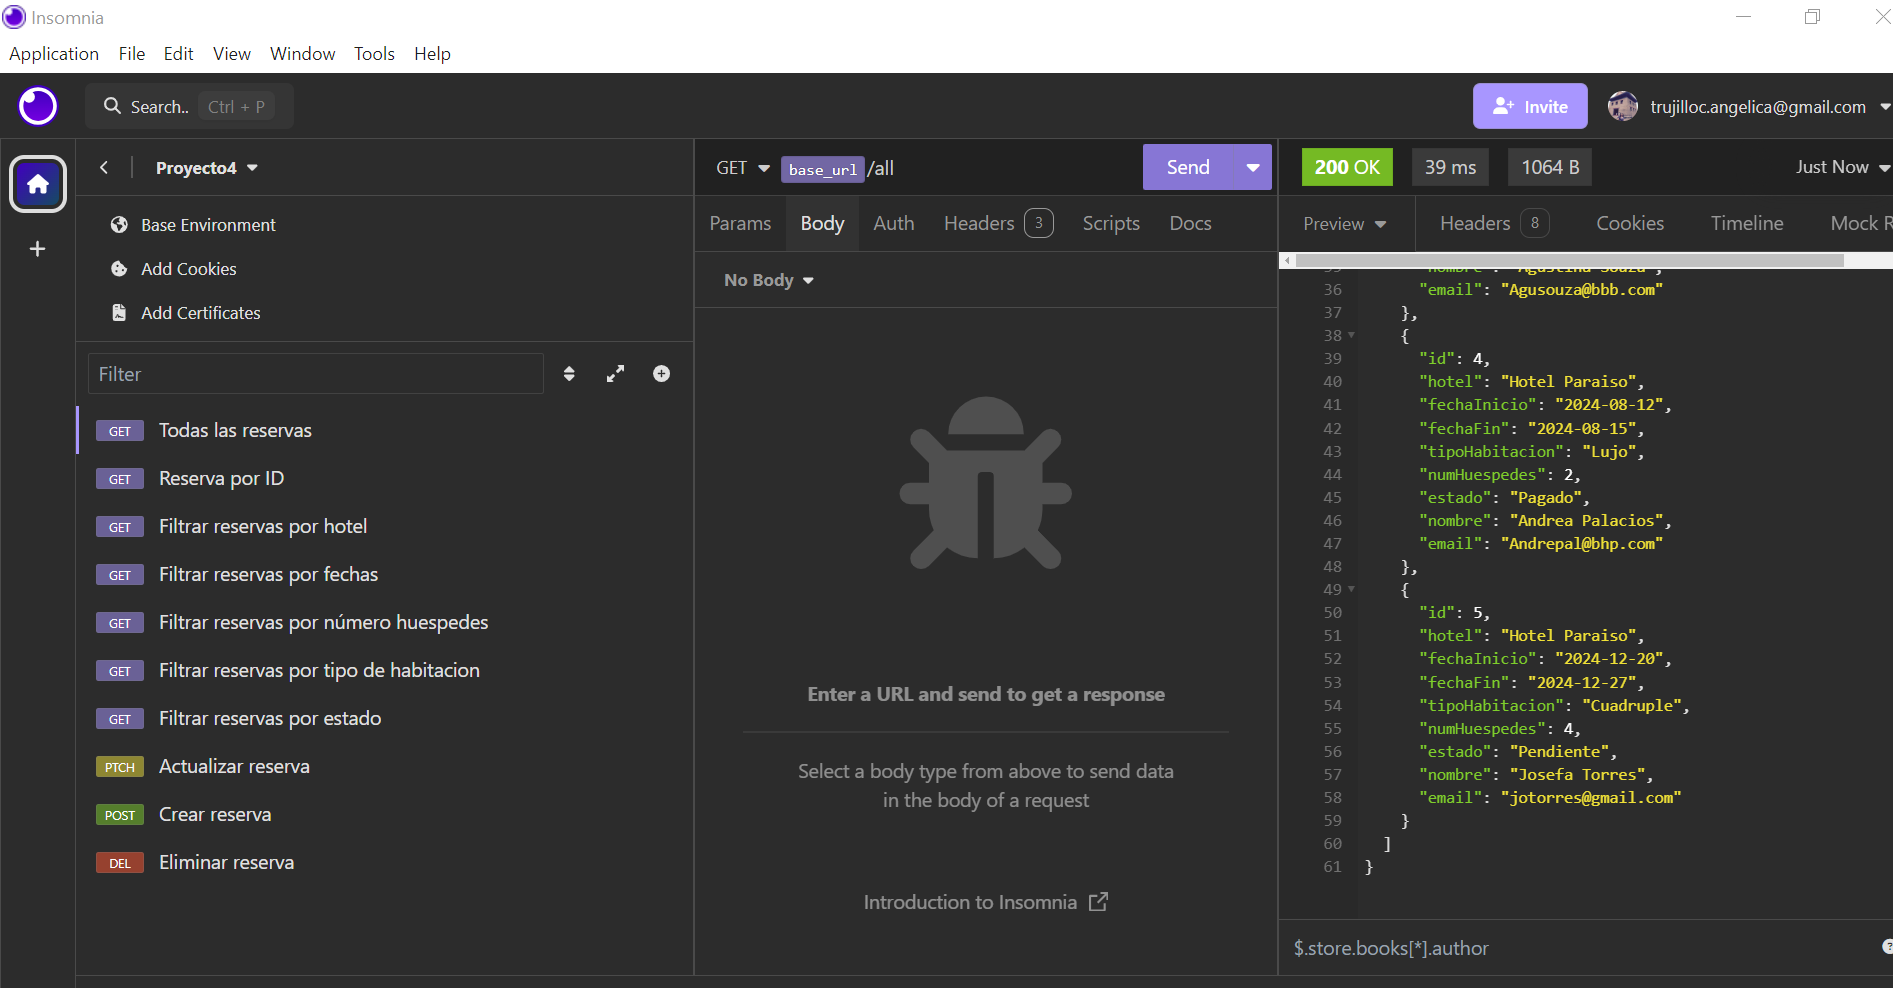 Insomnia
Application File Edit View Window Tools Help
Search.. Ctrl + P
Invite
trujilloc.angelica@gmail.com
Proyecto4
Base Environment
Add Cookies
Add Certificates
Filter
GET Todas las reservas
GET Reserva por ID
GET Filtrar reservas por hotel
GET Filtrar reservas por fechas
GET Filtrar reservas por número huespedes
GET Filtrar reservas por tipo de habitacion
GET Filtrar reservas por estado
PTCH Actualizar reserva
POST Crear reserva
DEL Eliminar reserva
GET base_url/all Send
Params Body Auth Headers 3 Scripts Docs
No Body
Enter a URL and send to get a response
Select a body type from above to send data
in the body of a request
Introduction to Insomnia
200 OK 39 ms 1064 B Just Now
Preview Headers 8 Cookies Timeline Mock R
35 "nombre": "Agustina Souza",
36 "email": "Agusouza@bbb.com"
37 },
38 {
39 "id": 4,
40 "hotel": "Hotel Paraiso",
41 "fechaInicio": "2024-08-12",
42 "fechaFin": "2024-08-15",
43 "tipoHabitacion": "Lujo",
44 "numHuespedes": 2,
45 "estado": "Pagado",
46 "nombre": "Andrea Palacios",
47 "email": "Andrepal@bhp.com"
48 },
49 {
50 "id": 5,
51 "hotel": "Hotel Paraiso",
52 "fechaInicio": "2024-12-20",
53 "fechaFin": "2024-12-27",
54 "tipoHabitacion": "Cuadruple",
55 "numHuespedes": 4,
56 "estado": "Pendiente",
57 "nombre": "Josefa Torres",
58 "email": "jotorres@gmail.com"
59 }
60 ]
61 }
$.store.books[*].author